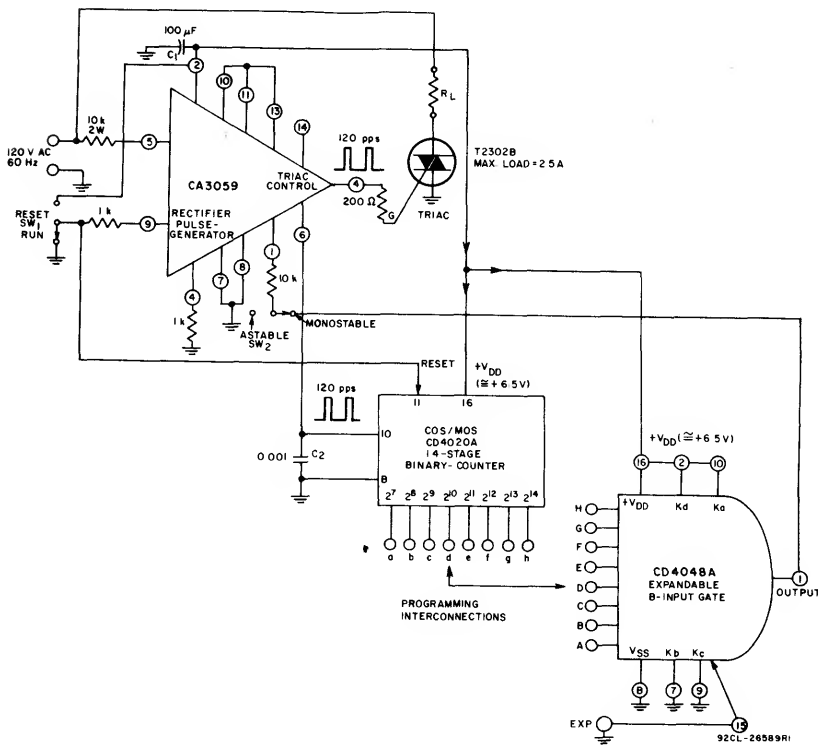 100 µF
C1
2
10
11
13
14
10k
2W
5
120 V AC
60 Hz
CA3059
TRIAC
CONTROL
120 pps
4
200 Ω
G
RL
T2302B
MAX. LOAD = 2.5A
TRIAC
RESET
SW1
RUN
1k
9
RECTIFIER
PULSE-
GENERATOR
6
4
7
8
1
1k
10k
ASTABLE
SW2
MONOSTABLE
RESET
+VDD
(≅+6.5V)
120 pps
11
16
COS/MOS
CD4020A
14-STAGE
BINARY-COUNTER
10
8
0.001
C2
2^7 2^8 2^9 2^10 2^11 2^12 2^13 2^14
a b c d e f g h
PROGRAMMING
INTERCONNECTIONS
+VDD (≅+6.5V)
16
2
10
+VDD Kd Ka
H
G
F
E
D
C
B
A
CD4048A
EXPANDABLE
8-INPUT GATE
1
OUTPUT
VSS Kb Kc
8
7
9
EXP
15
92CL-26589R1